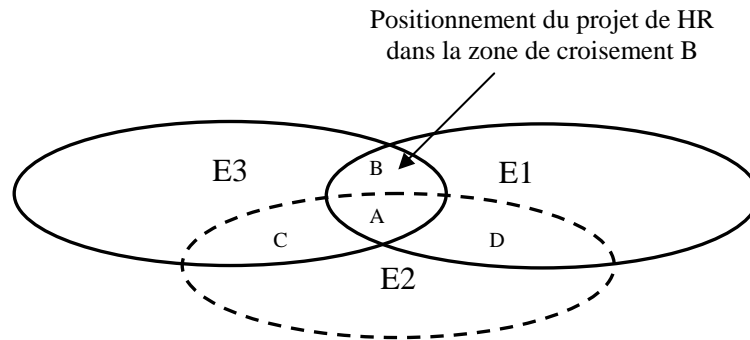 Positionnement du projet de HR
dans la zone de croisement B
E3
B
E1
A
C
D
E2